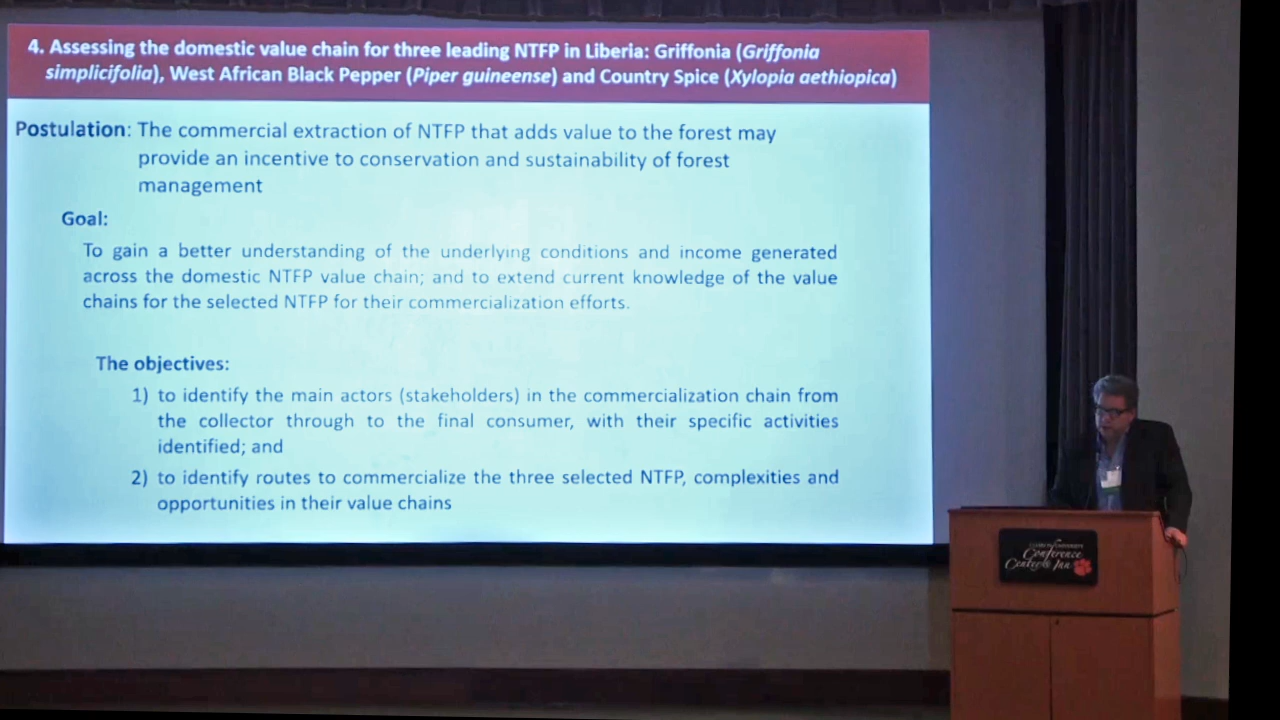 4. Assessing the domestic value chain for three leading NTFP in Liberia: Griffonia (Griffonia
simplicifolia), West African Black Pepper (Piper guineense) and Country Spice (Xylopia aethiopica)
Postulation: The commercial extraction of NTFP that adds value to the forest may
provide an incentive to conservation and sustainability of forest
management
Goal:
To gain a better understanding of the underlying conditions and income generated
across the domestic NTFP value chain; and to extend current knowledge of the value
chains for the selected NTFP for their commercialization efforts.
The objectives:
1) to identify the main actors (stakeholders) in the commercialization chain from
the collector through to the final consumer, with their specific activities
identified; and
2) to identify routes to commercialize the three selected NTFP, complexities and
opportunities in their value chains
Conference
Center & Inn